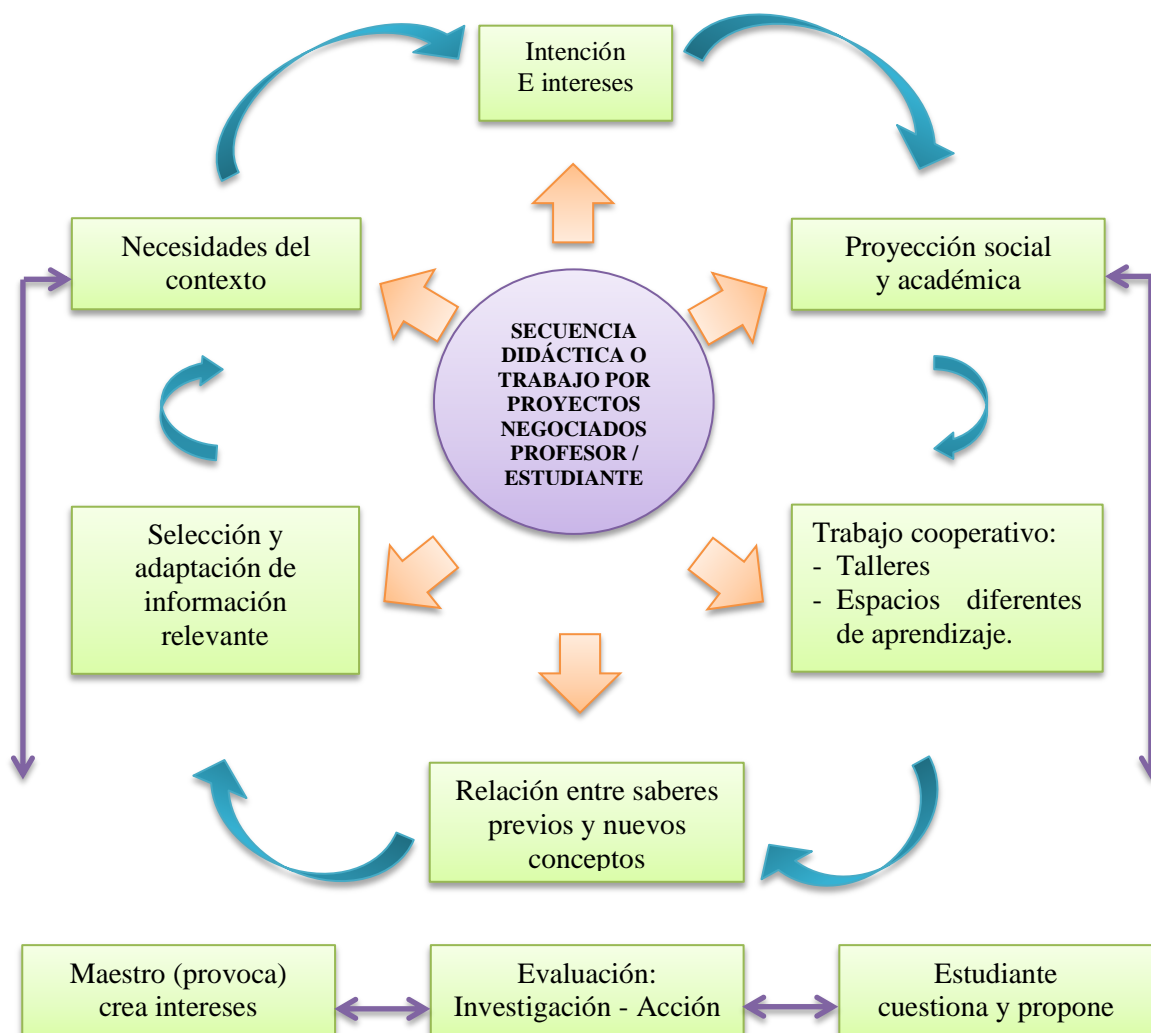 Intención
E intereses
Necesidades del
contexto
Proyección social
y académica
SECUENCIA
DIDÁCTICA O
TRABAJO POR
PROYECTOS
NEGOCIADOS
PROFESOR /
ESTUDIANTE
Selección y
adaptación de
información
relevante
Trabajo cooperativo:
- Talleres
- Espacios diferentes
de aprendizaje.
Relación entre saberes
previos y nuevos
conceptos
Maestro (provoca)
crea intereses
Evaluación:
Investigación - Acción
Estudiante
cuestiona y propone